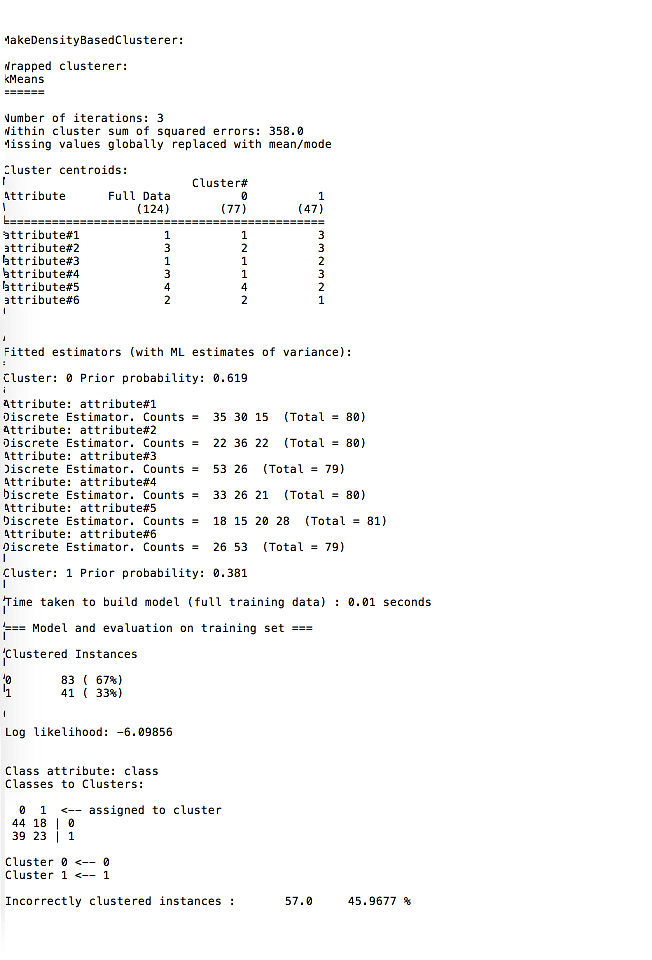 MakeDensityBasedClusterer:
Wrapped clusterer:
kMeans
======
Number of iterations: 3
Within cluster sum of squared errors: 358.0
Missing values globally replaced with mean/mode
Cluster centroids:
Cluster#
Attribute Full Data 0 1
(124) (77) (47)
==============================================
attribute#1 1 1 3
attribute#2 3 2 3
attribute#3 1 1 2
attribute#4 3 1 3
attribute#5 4 4 2
attribute#6 2 2 1
Fitted estimators (with ML estimates of variance):
Cluster: 0 Prior probability: 0.619
Attribute: attribute#1
Discrete Estimator. Counts = 35 30 15 (Total = 80)
Attribute: attribute#2
Discrete Estimator. Counts = 22 36 22 (Total = 80)
Attribute: attribute#3
Discrete Estimator. Counts = 53 26 (Total = 79)
Attribute: attribute#4
Discrete Estimator. Counts = 33 26 21 (Total = 80)
Attribute: attribute#5
Discrete Estimator. Counts = 18 15 20 28 (Total = 81)
Attribute: attribute#6
Discrete Estimator. Counts = 26 53 (Total = 79)
Cluster: 1 Prior probability: 0.381
Time taken to build model (full training data) : 0.01 seconds
=== Model and evaluation on training set ===
Clustered Instances
0 83 ( 67%)
1 41 ( 33%)
Log likelihood: -6.09856
Class attribute: class
Classes to Clusters:
0 1 <-- assigned to cluster
44 18 | 0
39 23 | 1
Cluster 0 <-- 0
Cluster 1 <-- 1
Incorrectly clustered instances : 57.0 45.9677 %